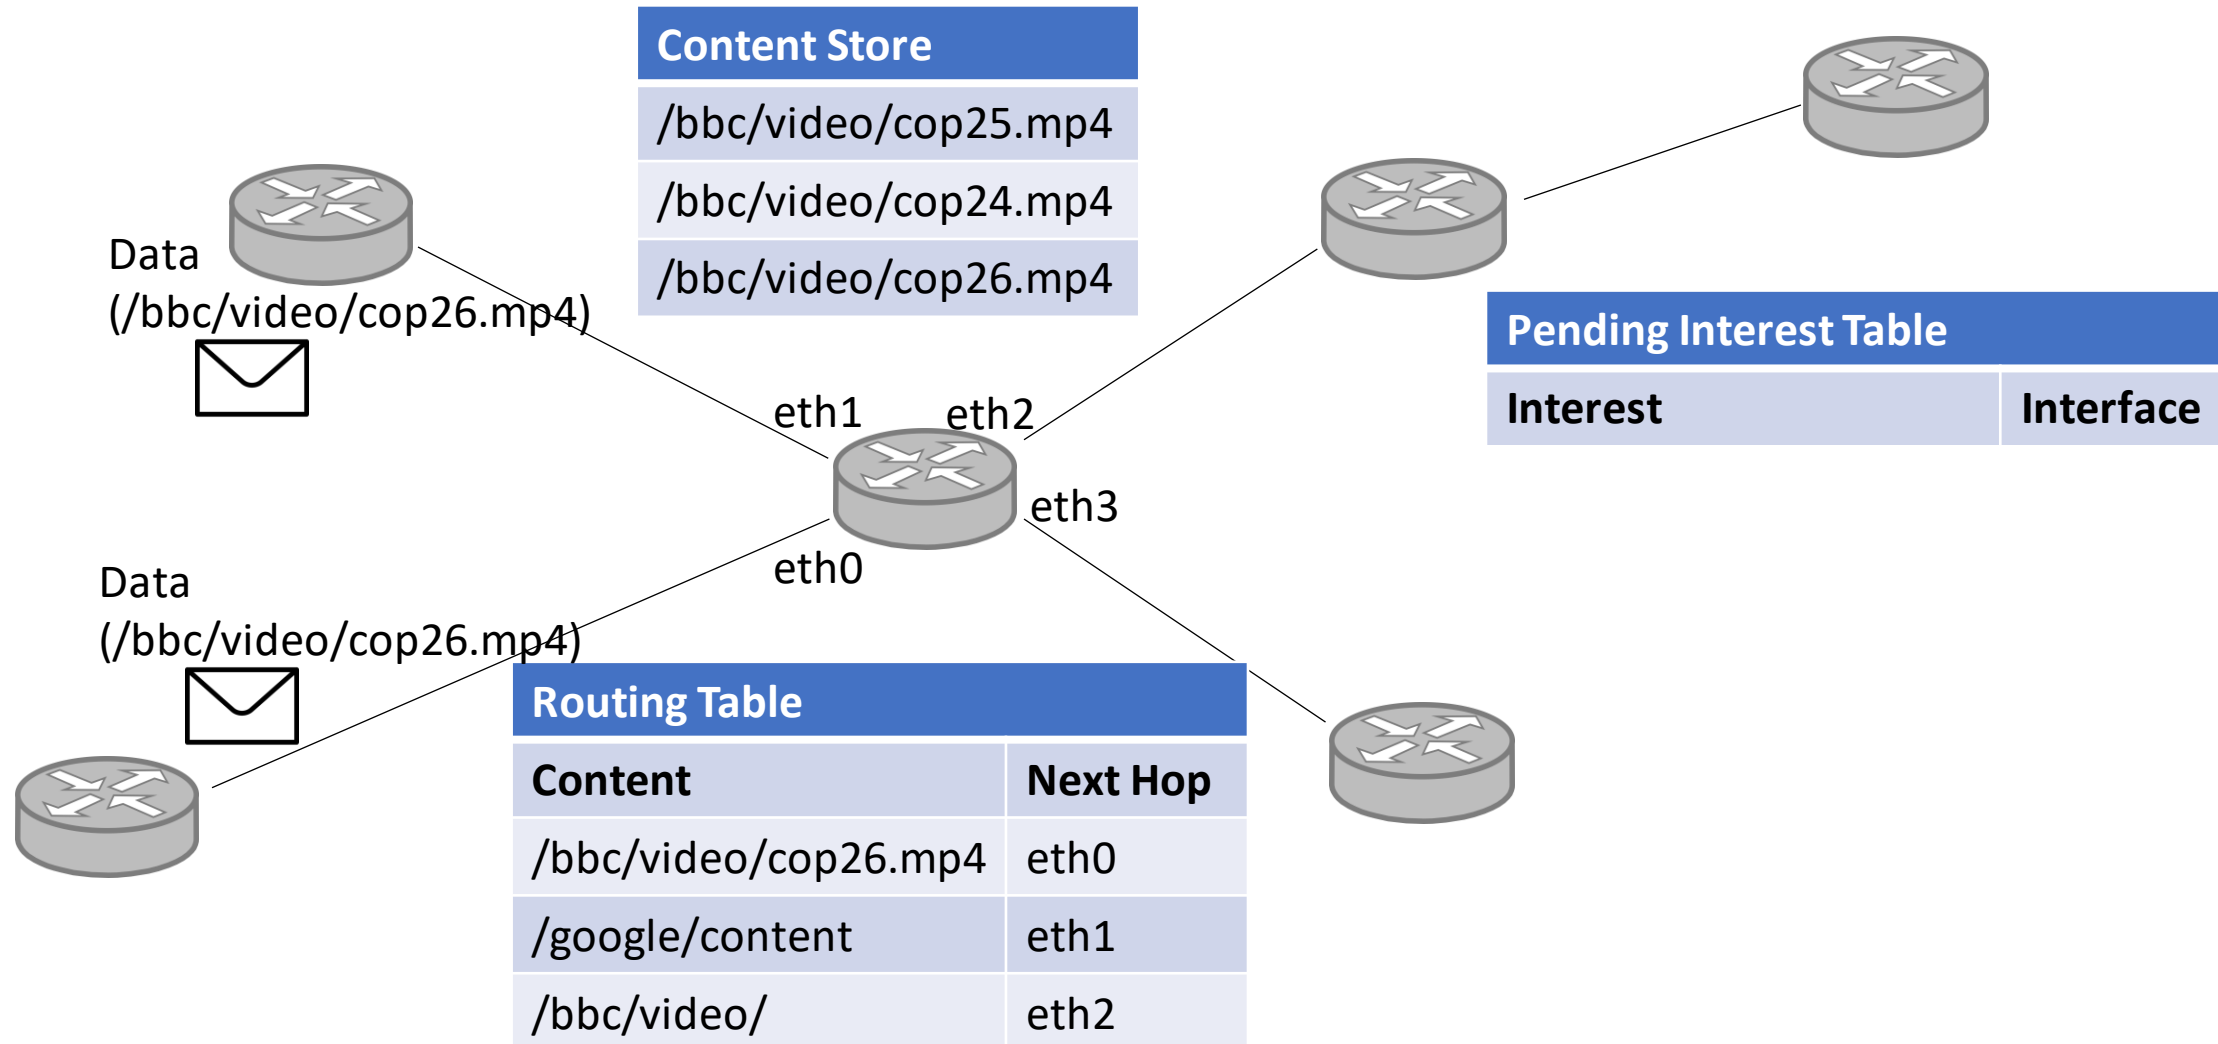 Content Store
/bbc/video/cop25.mp4
/bbc/video/cop24.mp4
/bbc/video/cop26.mp4
Data
(/bbc/video/cop26.mp4)
Pending Interest Table
Interest Interface
eth1 eth2
eth3
eth0
Data
(/bbc/video/cop26.mp4)
Routing Table
Content Next Hop
/bbc/video/cop26.mp4 eth0
/google/content eth1
/bbc/video/ eth2